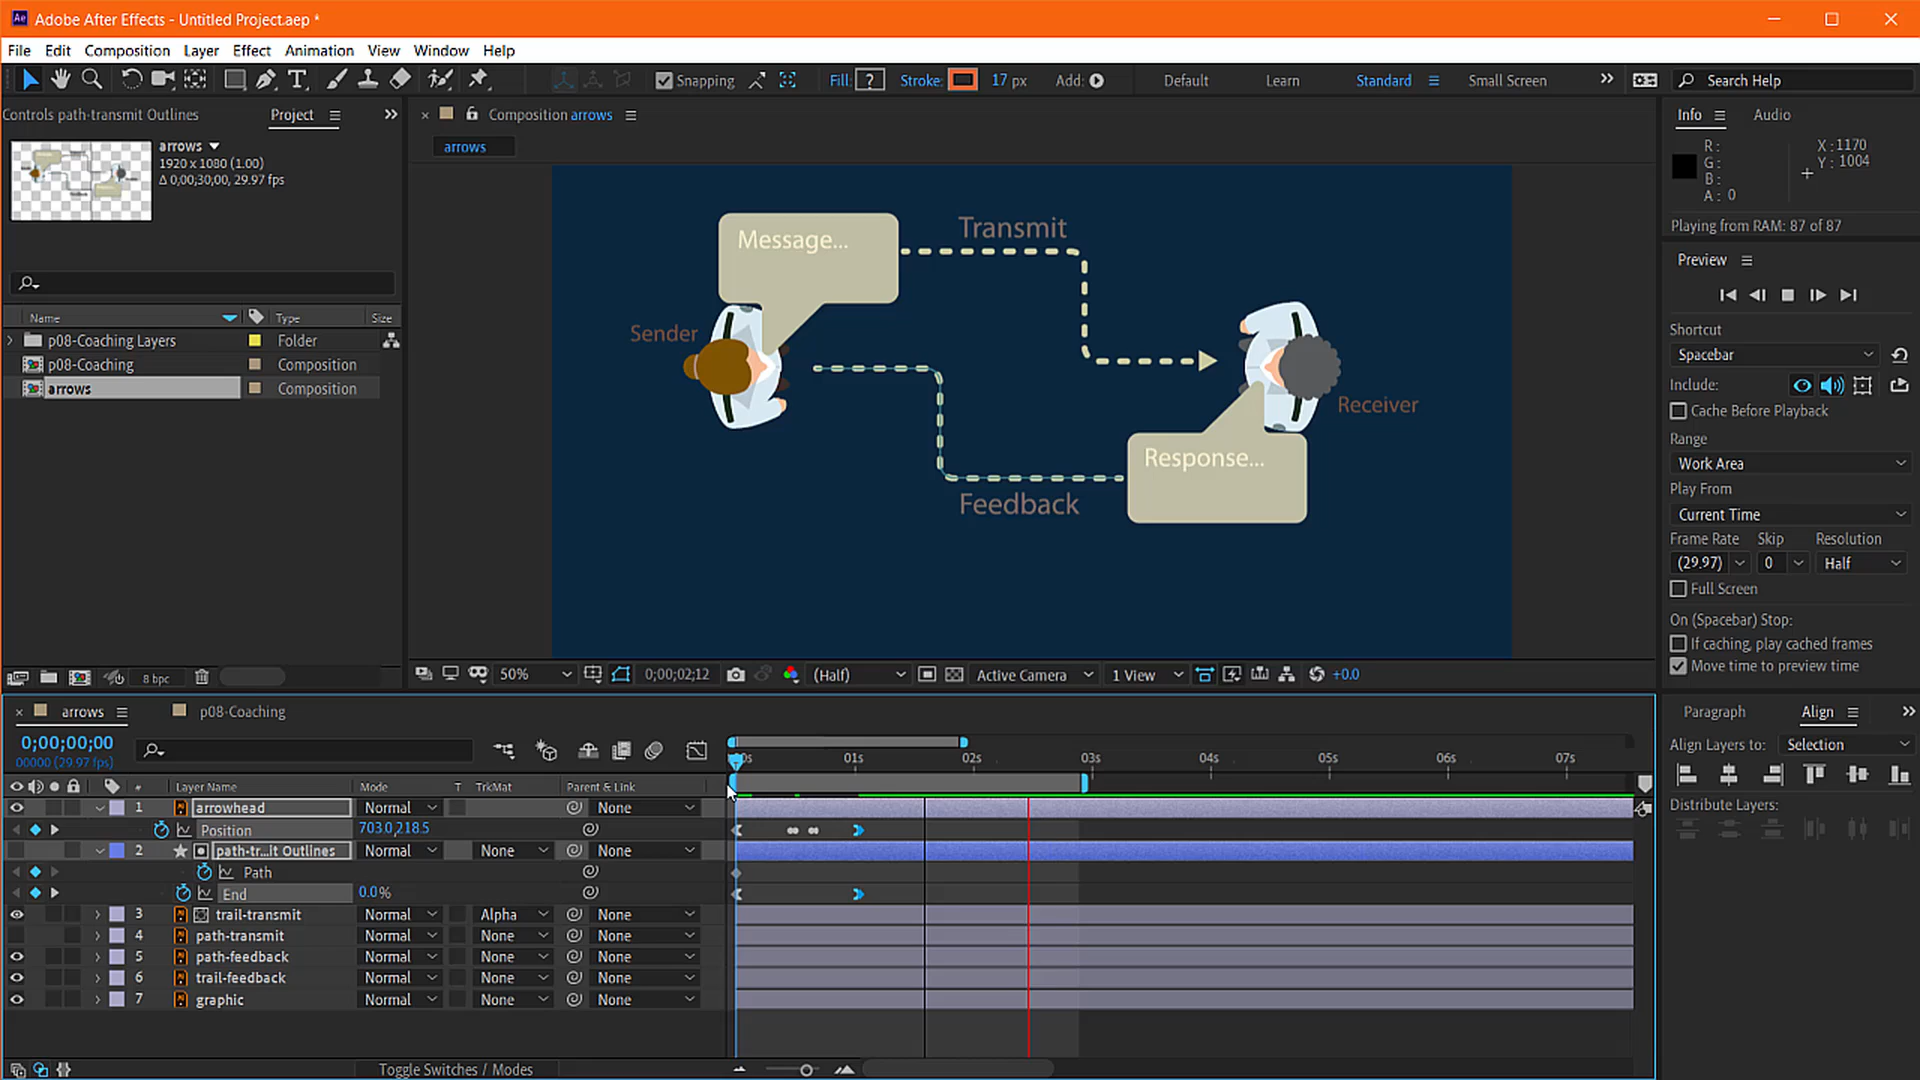 Ae Adobe After Effects - Untitled Project.aep *
File Edit Composition Layer Effect Animation View Window Help
Snapping Fill: ? Stroke: 17 px Add: Default Learn Standard Small Screen Search Help
Controls path-transmit Outlines Project
arrows
1920 x 1080 (1.00)
Δ 0;00;30;00, 29.97 fps
Name Type Size
p08-Coaching Layers Folder
p08-Coaching Composition
arrows Composition
8 bpc
Composition arrows
arrows
Message...
Transmit
Sender
Receiver
Response...
Feedback
50% 0;00;02;12 (Half) Active Camera 1 View +0.0
Info Audio
R: X: 1170
G: Y: 1004
B:
A: 0
Playing from RAM: 87 of 87
Preview
Shortcut
Spacebar
Include:
Cache Before Playback
Range
Work Area
Play From
Current Time
Frame Rate Skip Resolution
(29.97) 0 Half
Full Screen
On (Spacebar) Stop:
If caching, play cached frames
Move time to preview time
Paragraph Align
Align Layers to: Selection
Distribute Layers:
arrows p08-Coaching
0;00;00;00
00000 (29.97 fps)
01s 02s 03s 04s 05s 06s 07s
# Layer Name Mode T TrkMat Parent & Link
1 arrowhead Normal None
Position 703.0,218.5
2 path-tr...it Outlines Normal None None
Path
End 0.0%
3 trail-transmit Normal Alpha None
4 path-transmit Normal None None
5 path-feedback Normal None None
6 trail-feedback Normal None None
7 graphic Normal None None
Toggle Switches / Modes